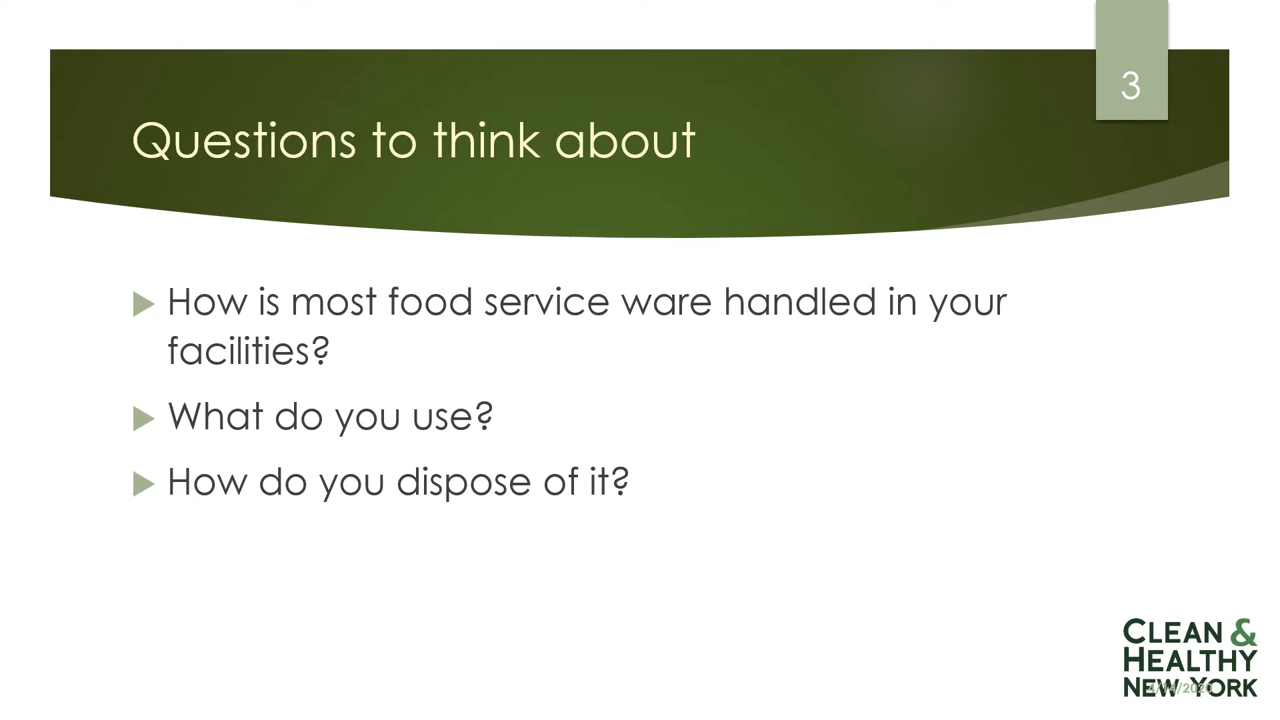 3
Questions to think about
How is most food service ware handled in your
facilities?
What do you use?
How do you dispose of it?
CLEAN &
HEALTHY
NEW YORK